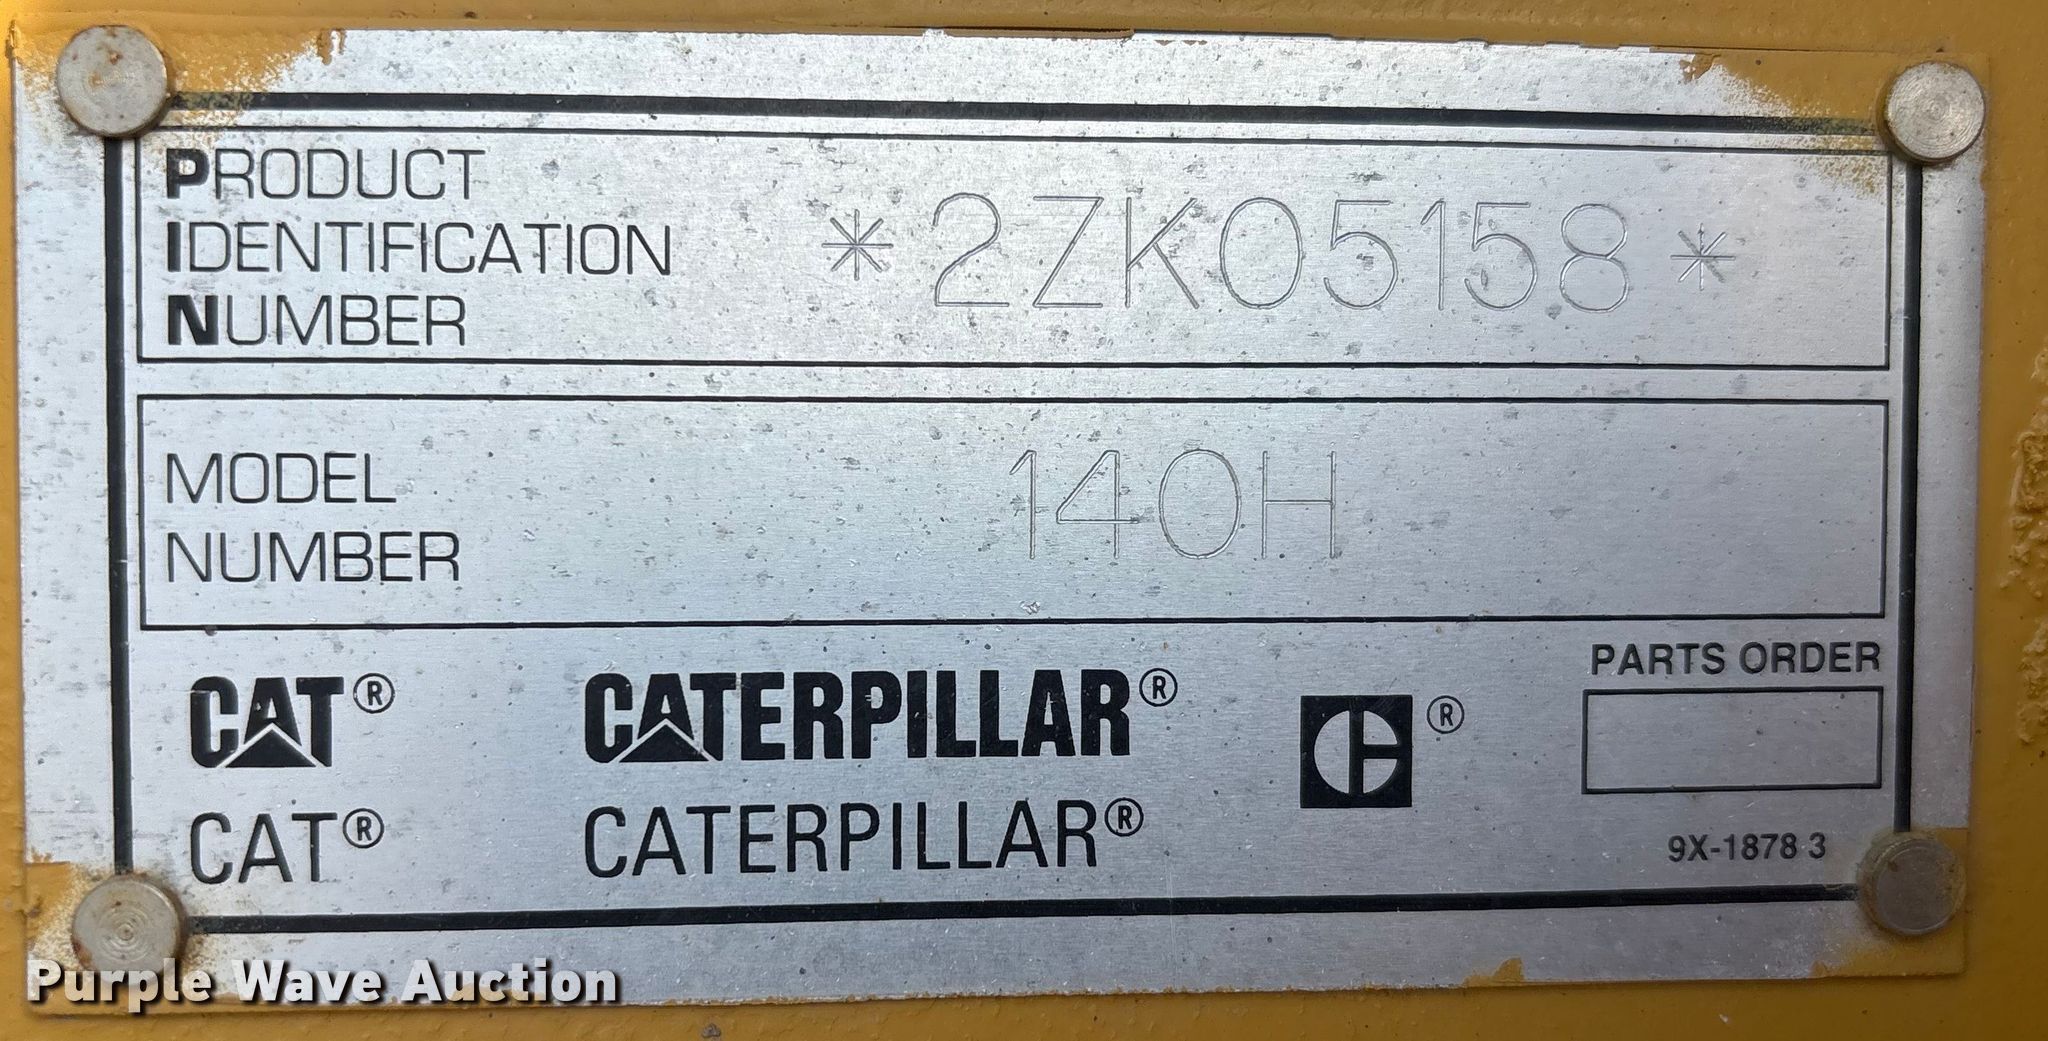 PRODUCT
IDENTIFICATION
NUMBER
*2ZK05158*
MODEL
NUMBER
140H
CAT® CATERPILLAR® ®
PARTS ORDER
CAT® CATERPILLAR®
9X-1878 3
Purple Wave Auction